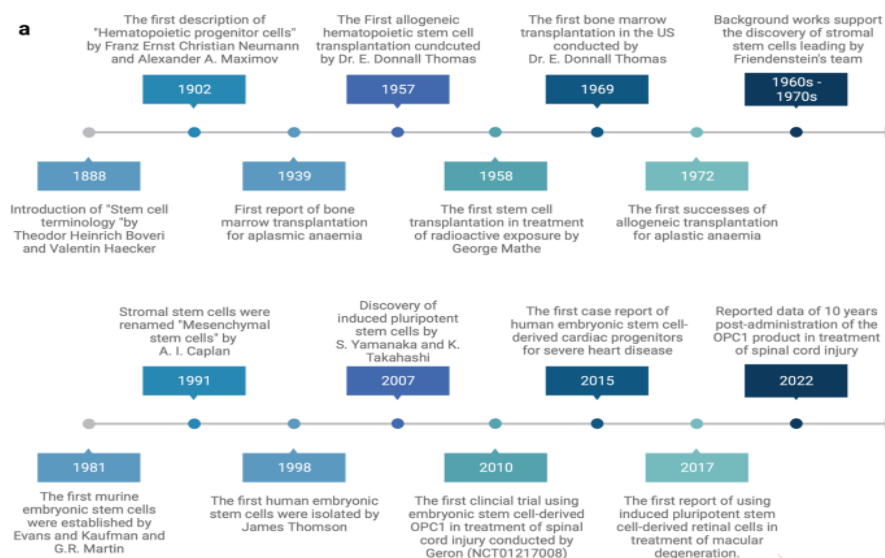 a
The first description of
"Hematopoietic progenitor cells"
by Franz Ernst Christian Neumann
and Alexander A. Maximov
1902
The First allogeneic
hematopoietic stem cell
transplantation cundcuted
by Dr. E. Donnall Thomas
1957
The first bone marrow
transplantation in the US
conducted by
Dr. E. Donnall Thomas
1969
Background works support
the discovery of stromal
stem cells leading by
Friendenstein's team
1960s -
1970s
1888
Introduction of "Stem cell
terminology "by
Theodor Heinrich Boveri
and Valentin Haecker
1939
First report of bone
marrow transplantation
for aplasmic anaemia
1958
The first stem cell
transplantation in treatment
of radioactive exposure by
George Mathe
1972
The first successes of
allogeneic transplantation
for aplastic anaemia
Stromal stem cells were
renamed "Mesenchymal
stem cells" by
A. I. Caplan
1991
Discovery of
induced pluripotent
stem cells by
S. Yamanaka and K.
Takahashi
2007
The first case report of
human embryonic stem cell-
derived cardiac progenitors
for severe heart disease
2015
Reported data of 10 years
post-administration of the
OPC1 product in treatment
of spinal cord injury
2022
1981
The first murine
embryonic stem cells
were established by
Evans and Kaufman and
G.R. Martin
1998
The first human embryonic
stem cells were isolated by
James Thomson
2010
The first clincial trial using
embryonic stem cell-derived
OPC1 in treatment of spinal
cord injury conducted by
Geron (NCT01217008)
2017
The first report of using
induced pluripotent stem
cell-derived retinal cells in
treatment of macular
degeneration.